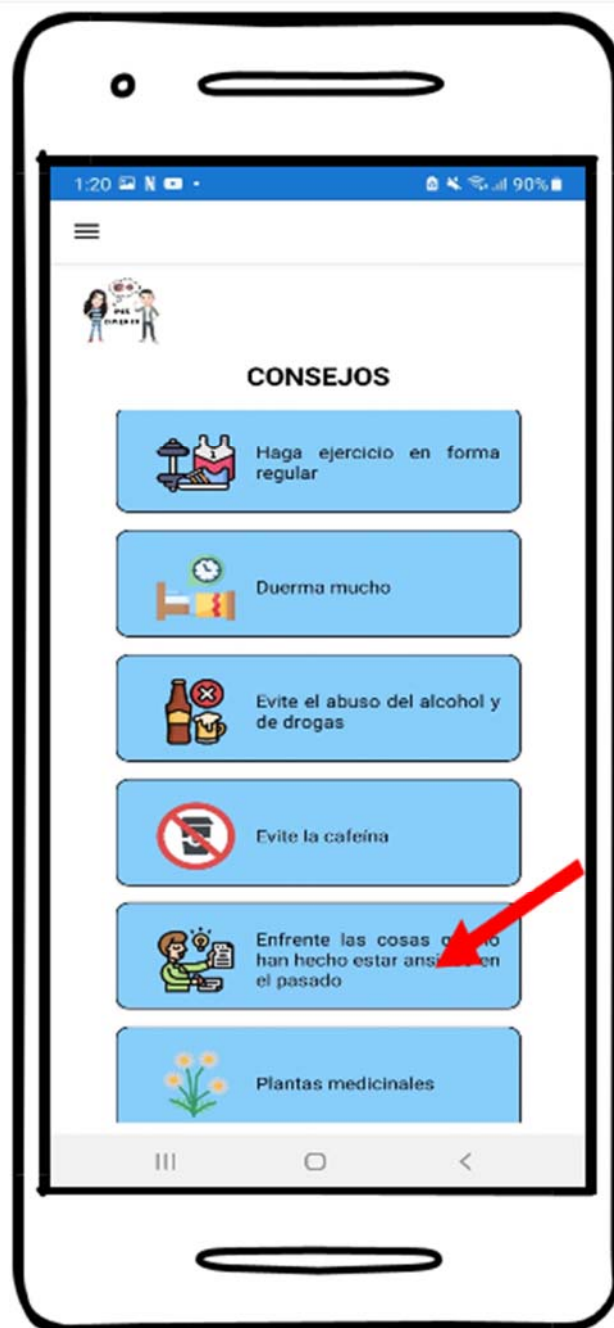 1:20
90%
CONSEJOS
Haga ejercicio en forma
regular
Duerma mucho
Evite el abuso del alcohol y
de drogas
Evite la cafeína
Enfrente las cosas
han hecho estar en
el pasado
Plantas medicinales